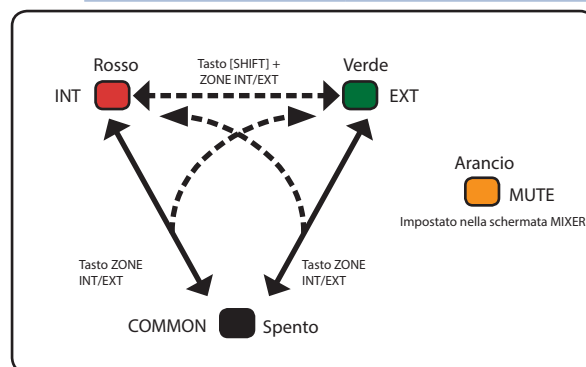 Rosso
Tasto [SHIFT] +
ZONE INT/EXT
Verde
INT
EXT
Arancio
MUTE
Impostato nella schermata MIXER
Tasto ZONE
INT/EXT
Tasto ZONE
INT/EXT
COMMON
Spento